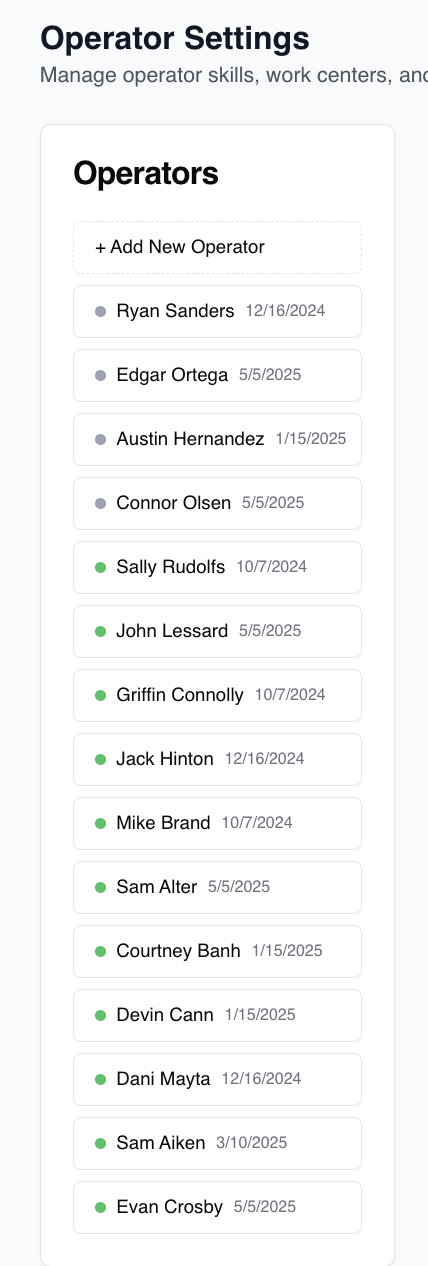 Operator Settings
Manage operator skills, work centers, and
Operators
+ Add New Operator
Ryan Sanders 12/16/2024
Edgar Ortega 5/5/2025
Austin Hernandez 1/15/2025
Connor Olsen 5/5/2025
Sally Rudolfs 10/7/2024
John Lessard 5/5/2025
Griffin Connolly 10/7/2024
Jack Hinton 12/16/2024
Mike Brand 10/7/2024
Sam Alter 5/5/2025
Courtney Banh 1/15/2025
Devin Cann 1/15/2025
Dani Mayta 12/16/2024
Sam Aiken 3/10/2025
Evan Crosby 5/5/2025